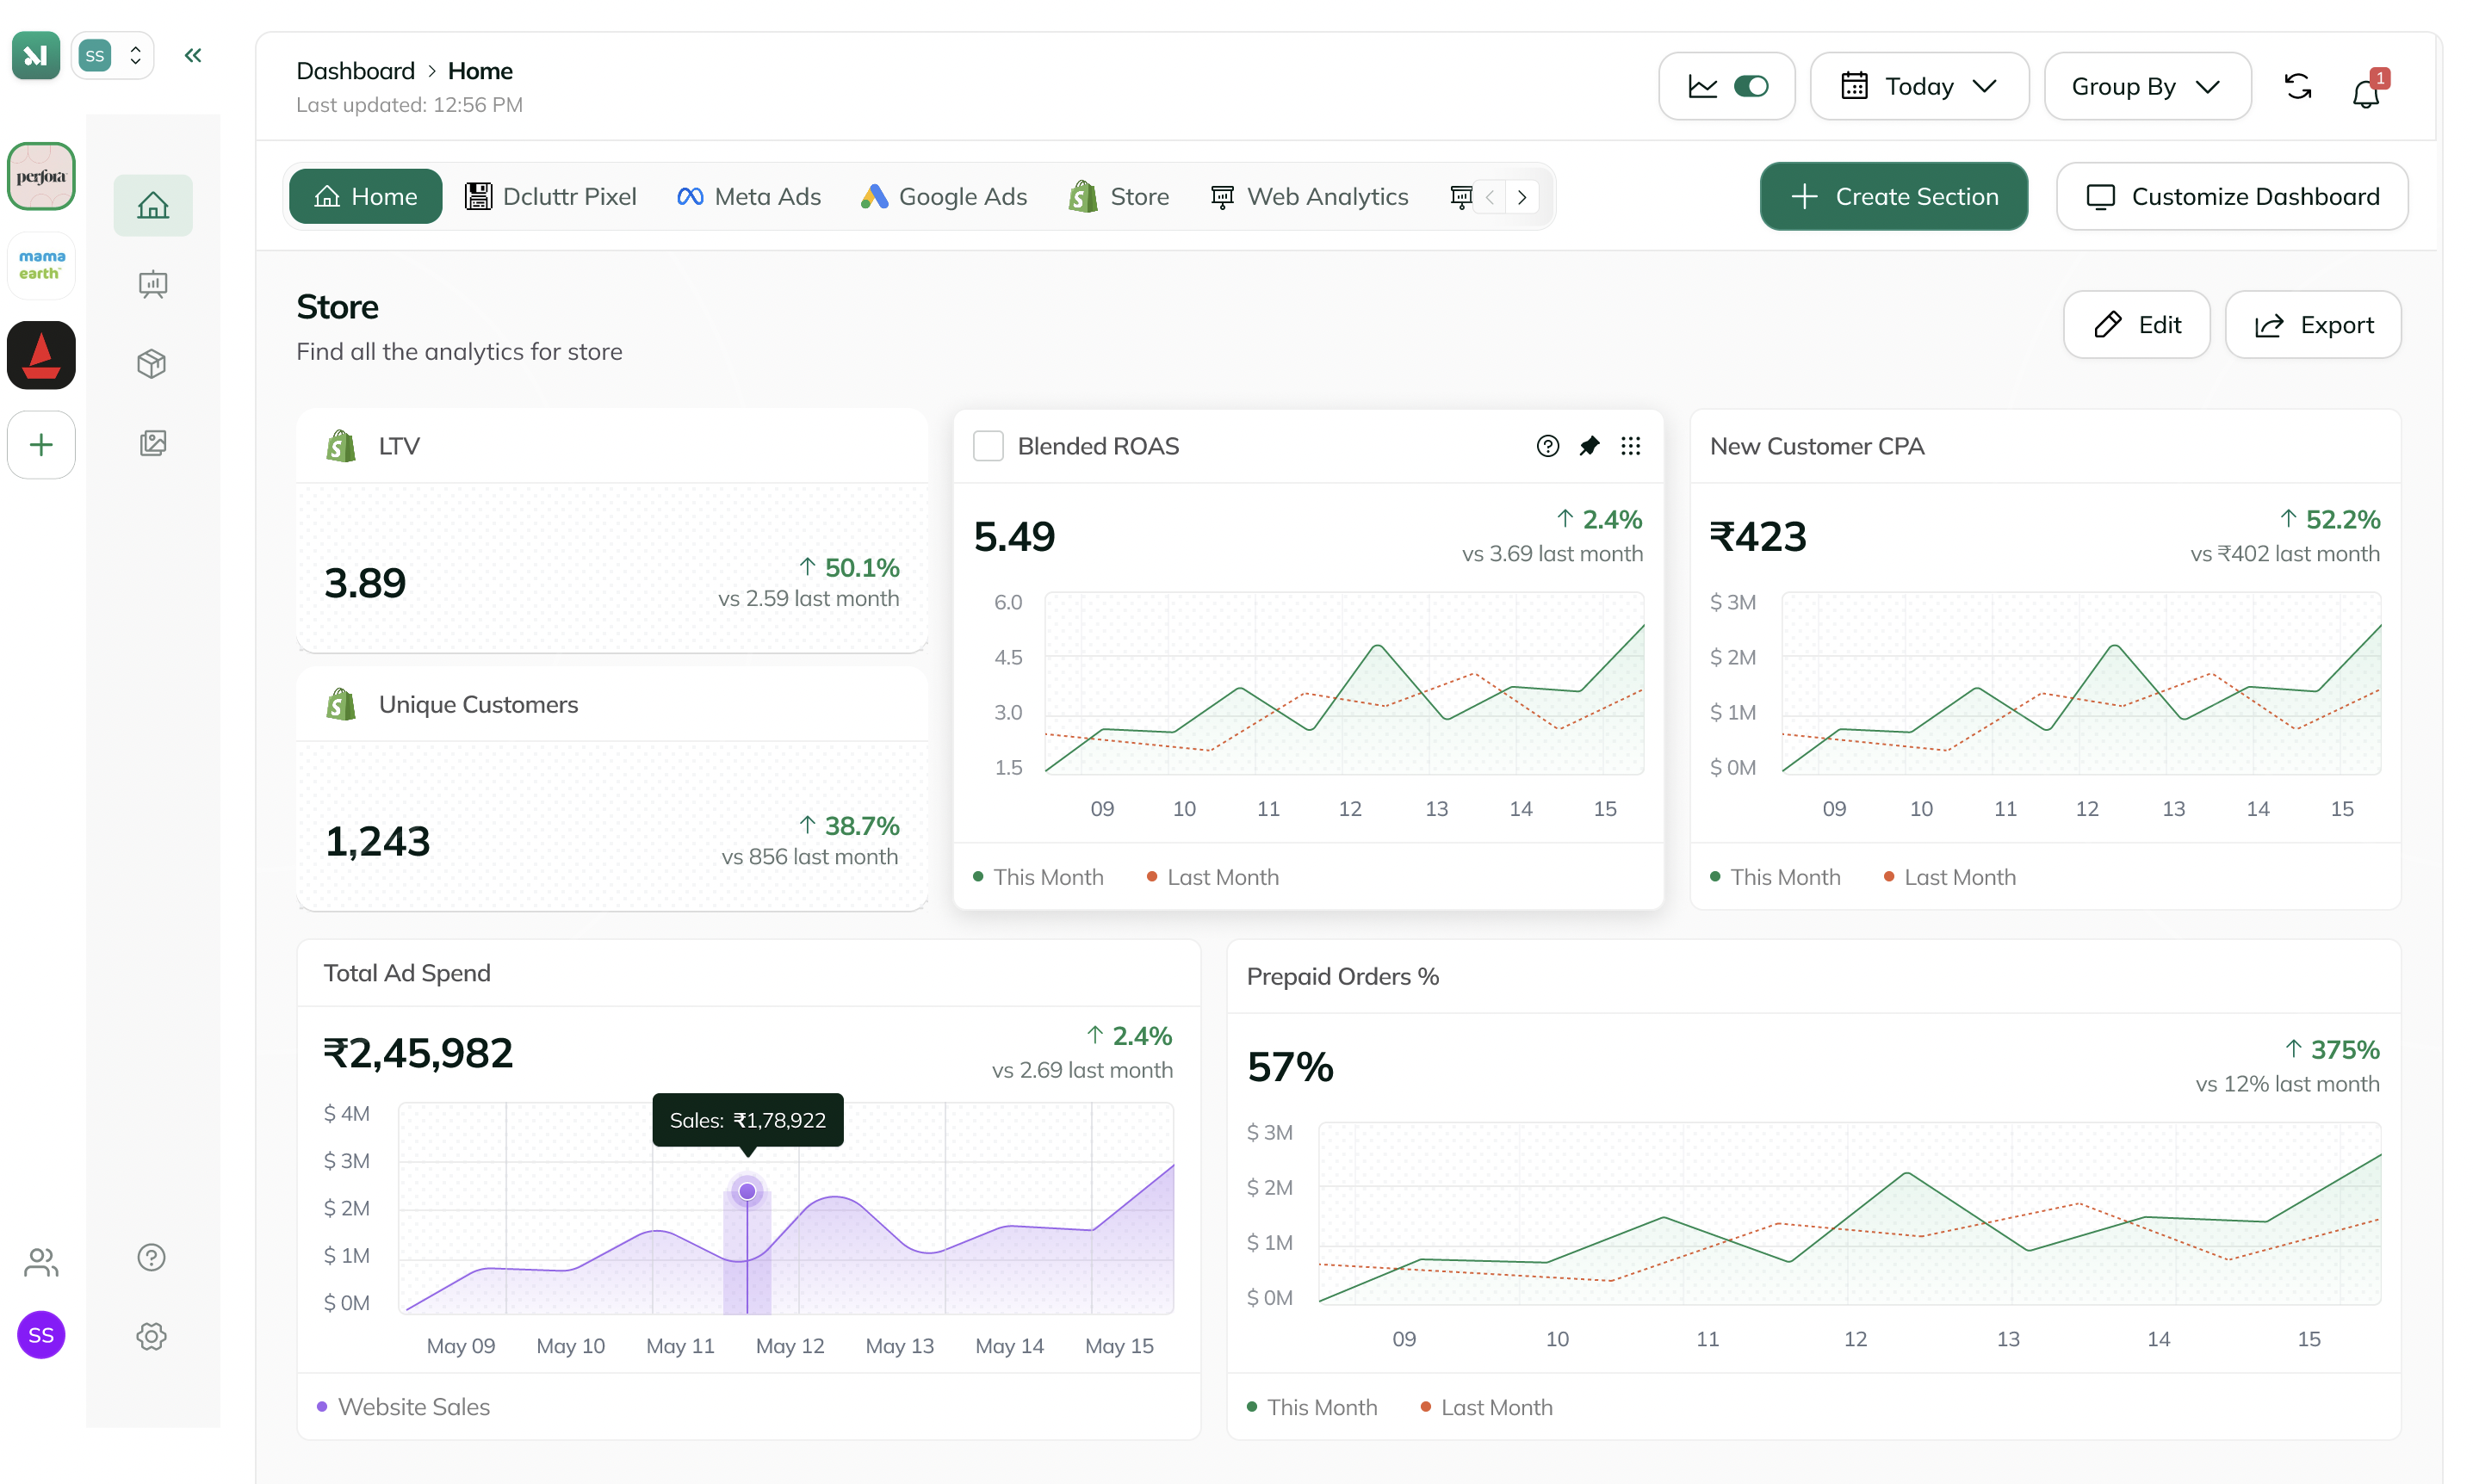 SS
Dashboard > Home
Last updated: 12:56 PM
Today
Group By
1
perfora
mama
earth™
Home
Dcluttr Pixel
Meta Ads
Google Ads
Store
Web Analytics
Create Section
Customize Dashboard
Store
Find all the analytics for store
Edit
Export
LTV
3.89
↑ 50.1%
vs 2.59 last month
Unique Customers
1,243
↑ 38.7%
vs 856 last month
Blended ROAS
5.49
↑ 2.4%
vs 3.69 last month
6.0
4.5
3.0
1.5
09 10 11 12 13 14 15
This Month Last Month
New Customer CPA
₹423
↑ 52.2%
vs ₹402 last month
$ 3M
$ 2M
$ 1M
$ 0M
09 10 11 12 13 14 15
This Month Last Month
Total Ad Spend
₹2,45,982
↑ 2.4%
vs 2.69 last month
Sales: ₹1,78,922
$ 4M
$ 3M
$ 2M
$ 1M
$ 0M
May 09 May 10 May 11 May 12 May 13 May 14 May 15
Website Sales
Prepaid Orders %
57%
↑ 375%
vs 12% last month
$ 3M
$ 2M
$ 1M
$ 0M
09 10 11 12 13 14 15
This Month Last Month
SS